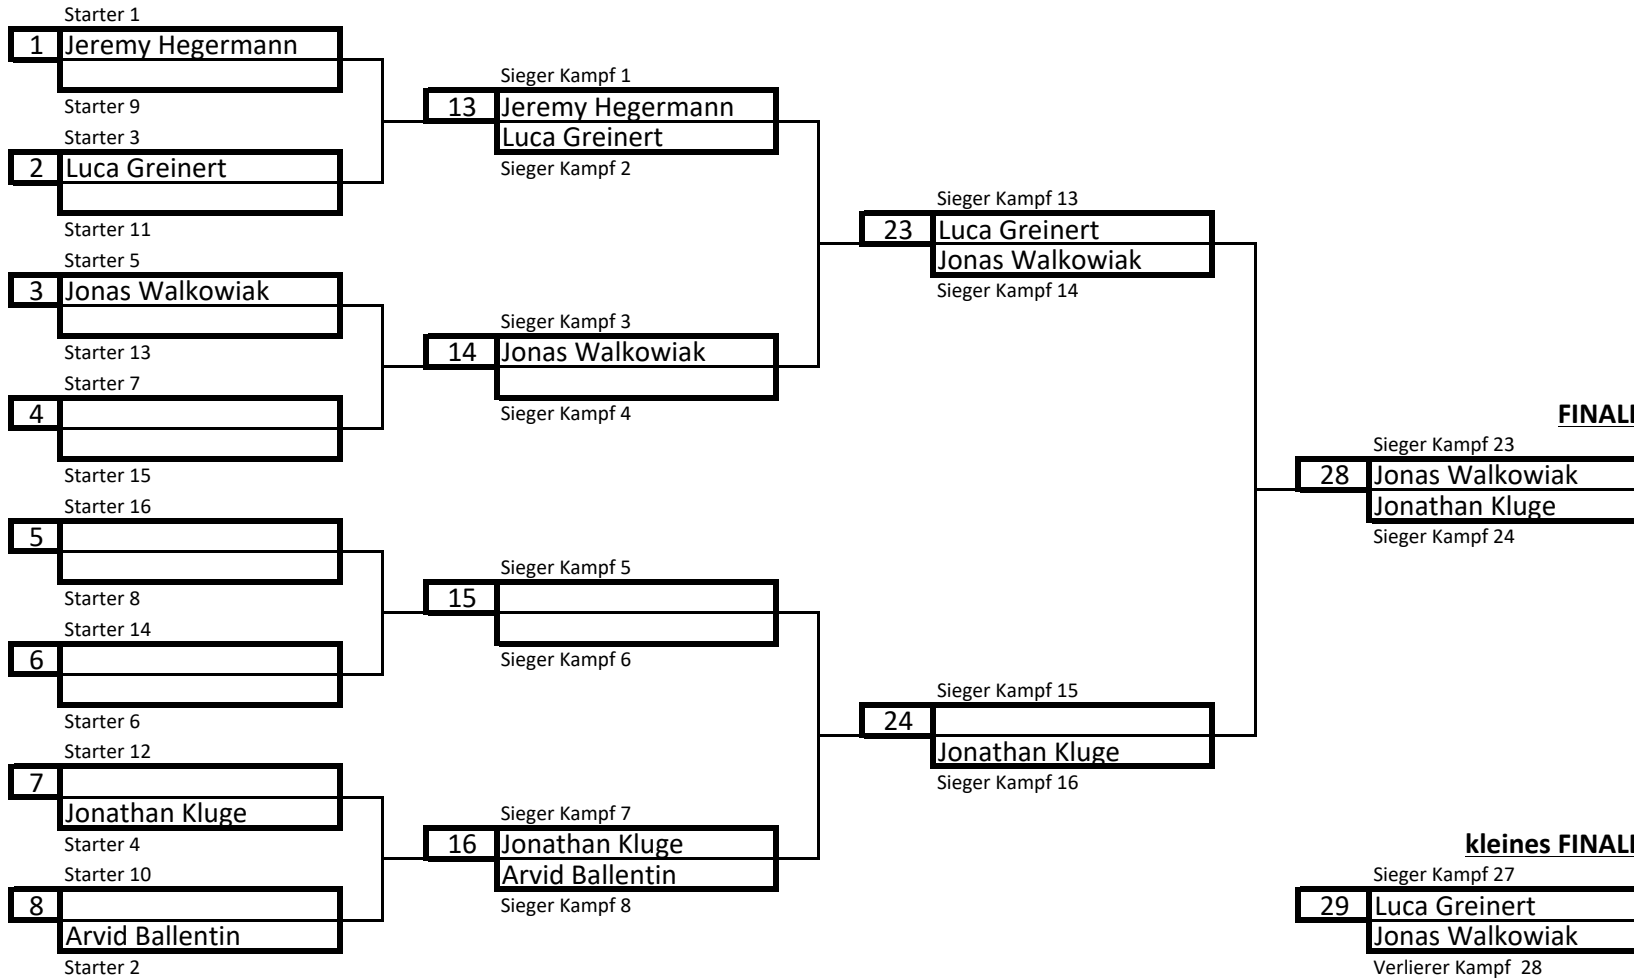 Starter 1
1 Jeremy Hegermann
Starter 9
Starter 3
2 Luca Greinert
Starter 11
Starter 5
3 Jonas Walkowiak
Starter 13
Starter 7
4
Starter 15
Starter 16
5
Starter 8
Starter 14
6
Starter 6
Starter 12
7
Jonathan Kluge
Starter 4
Starter 10
8
Arvid Ballentin
Starter 2
Sieger Kampf 1
13 Jeremy Hegermann
Luca Greinert
Sieger Kampf 2
Sieger Kampf 3
14 Jonas Walkowiak
Sieger Kampf 4
Sieger Kampf 5
15
Sieger Kampf 6
Sieger Kampf 7
16 Jonathan Kluge
Arvid Ballentin
Sieger Kampf 8
Sieger Kampf 13
23 Luca Greinert
Jonas Walkowiak
Sieger Kampf 14
Sieger Kampf 15
24
Jonathan Kluge
Sieger Kampf 16
FINAL
Sieger Kampf 23
28 Jonas Walkowiak
Jonathan Kluge
Sieger Kampf 24
kleines FINAL
Sieger Kampf 27
29 Luca Greinert
Jonas Walkowiak
Verlierer Kampf 28